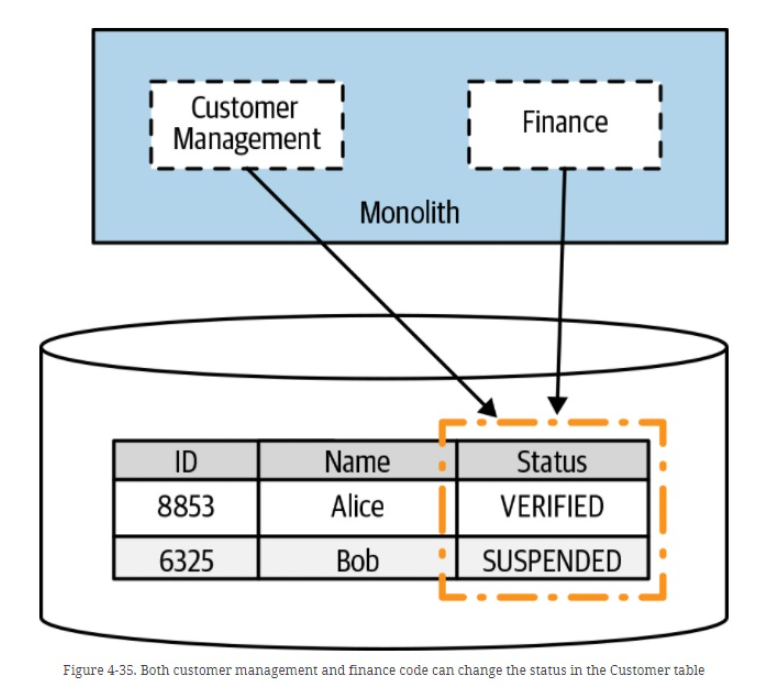 Customer
Management
Finance
Monolith
ID Name Status
8853 Alice VERIFIED
6325 Bob SUSPENDED
Figure 4-35. Both customer management and finance code can change the status in the Customer table